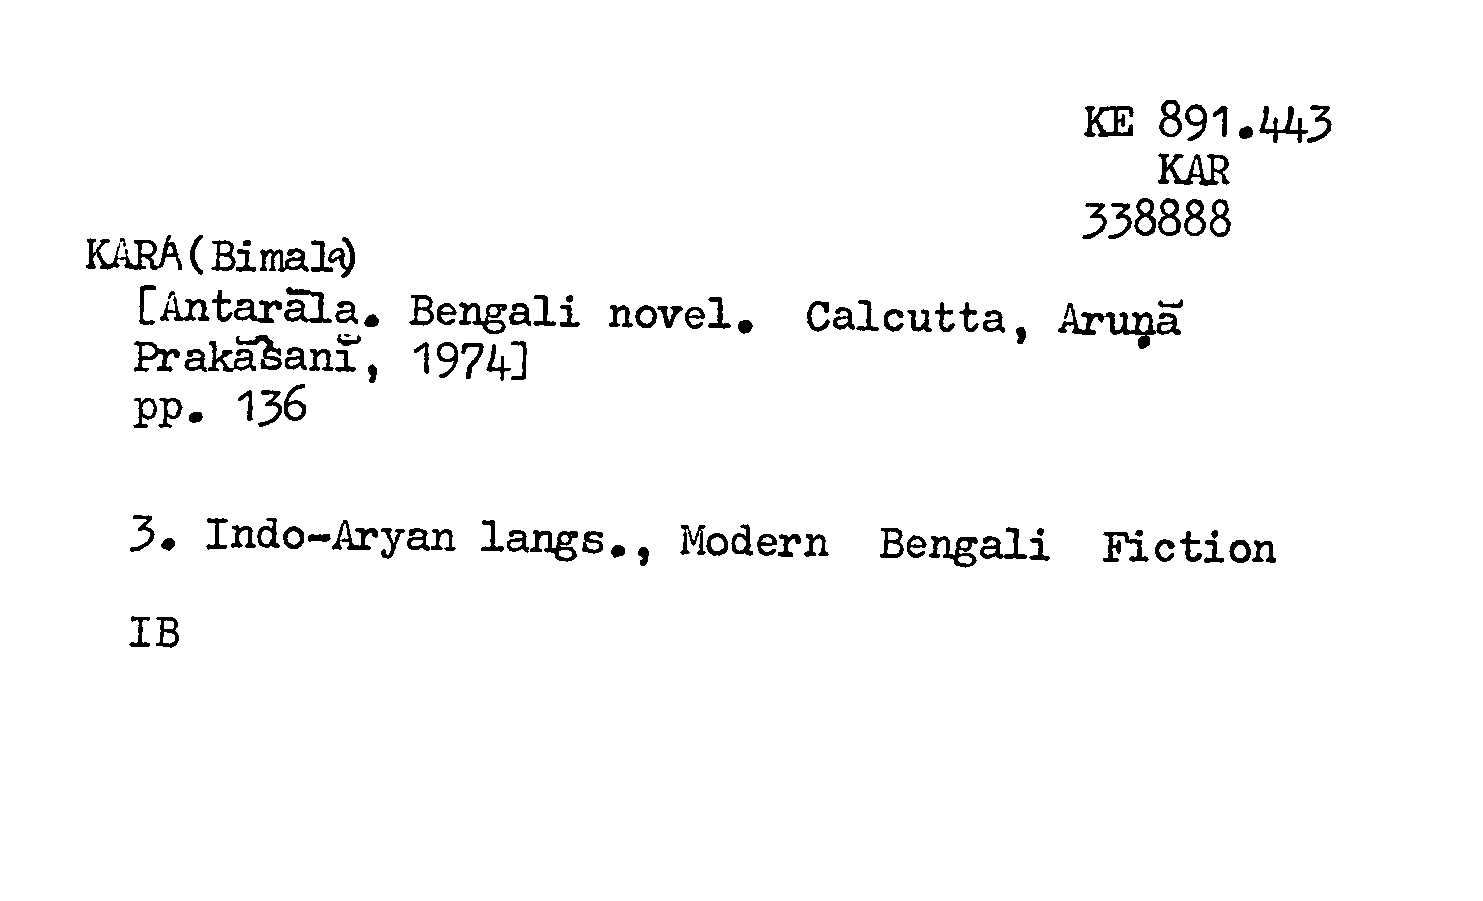 KE 891.443
KAR
338888
KARA(Bimala)
[Antarāla. Bengali novel. Calcutta, Aruṇā
Prakāśanī, 1974]
pp. 136
3. Indo-Aryan langs., Modern Bengali Fiction
IB